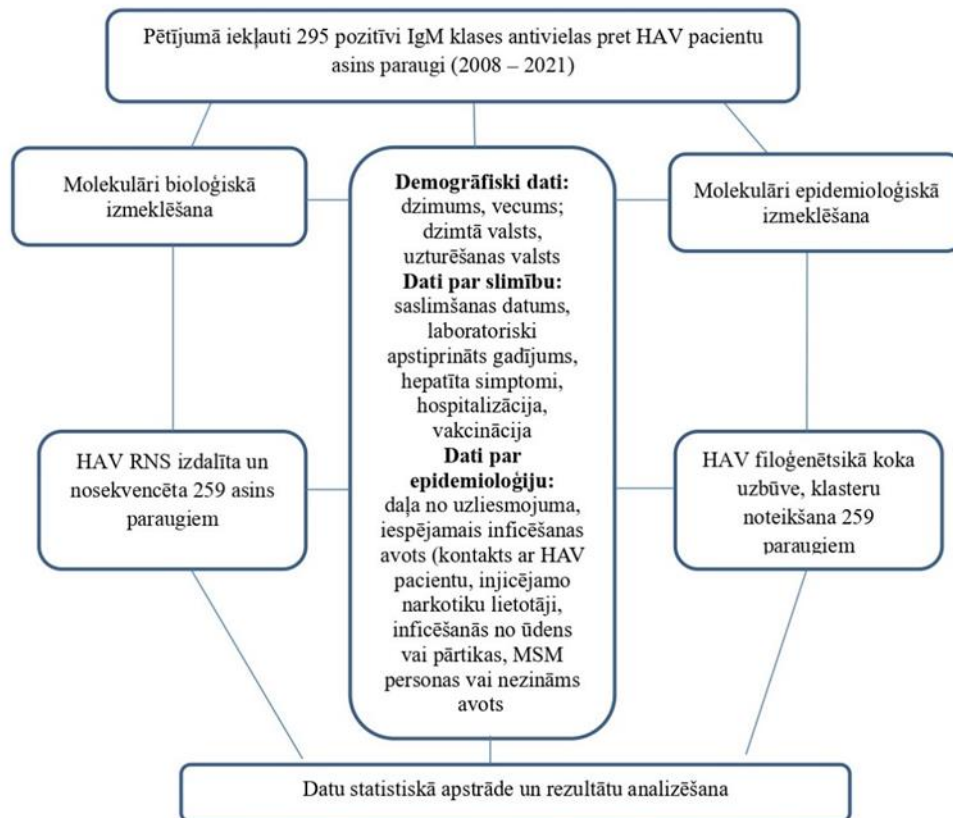 Pētījumā iekļauti 295 pozitīvi IgM klases antivielas pret HAV pacientu
asins paraugi (2008 – 2021)
Molekulāri bioloģiskā
izmeklēšana
Demogrāfiski dati:
dzimums, vecums;
dzimtā valsts,
uzturēšanas valsts
Dati par slimību:
saslimšanas datums,
laboratoriski
apstiprināts gadījums,
hepatīta simptomi,
hospitalizācija,
vakcinācija
Dati par
epidemioloģiju:
daļa no uzliesmojuma,
iespējamais inficēšanas
avots (kontakts ar HAV
pacientu, injicējamo
narkotiku lietotāji,
inficēšanās no ūdens
vai pārtikas, MSM
personas vai nezināms
avots
Molekulāri epidemioloģiskā
izmeklēšana
HAV RNS izdalīta un
nosekvencēta 259 asins
paraugiem
HAV filoģenētsikā koka
uzbūve, klasteru
noteikšana 259
paraugiem
Datu statistiskā apstrāde un rezultātu analizēšana